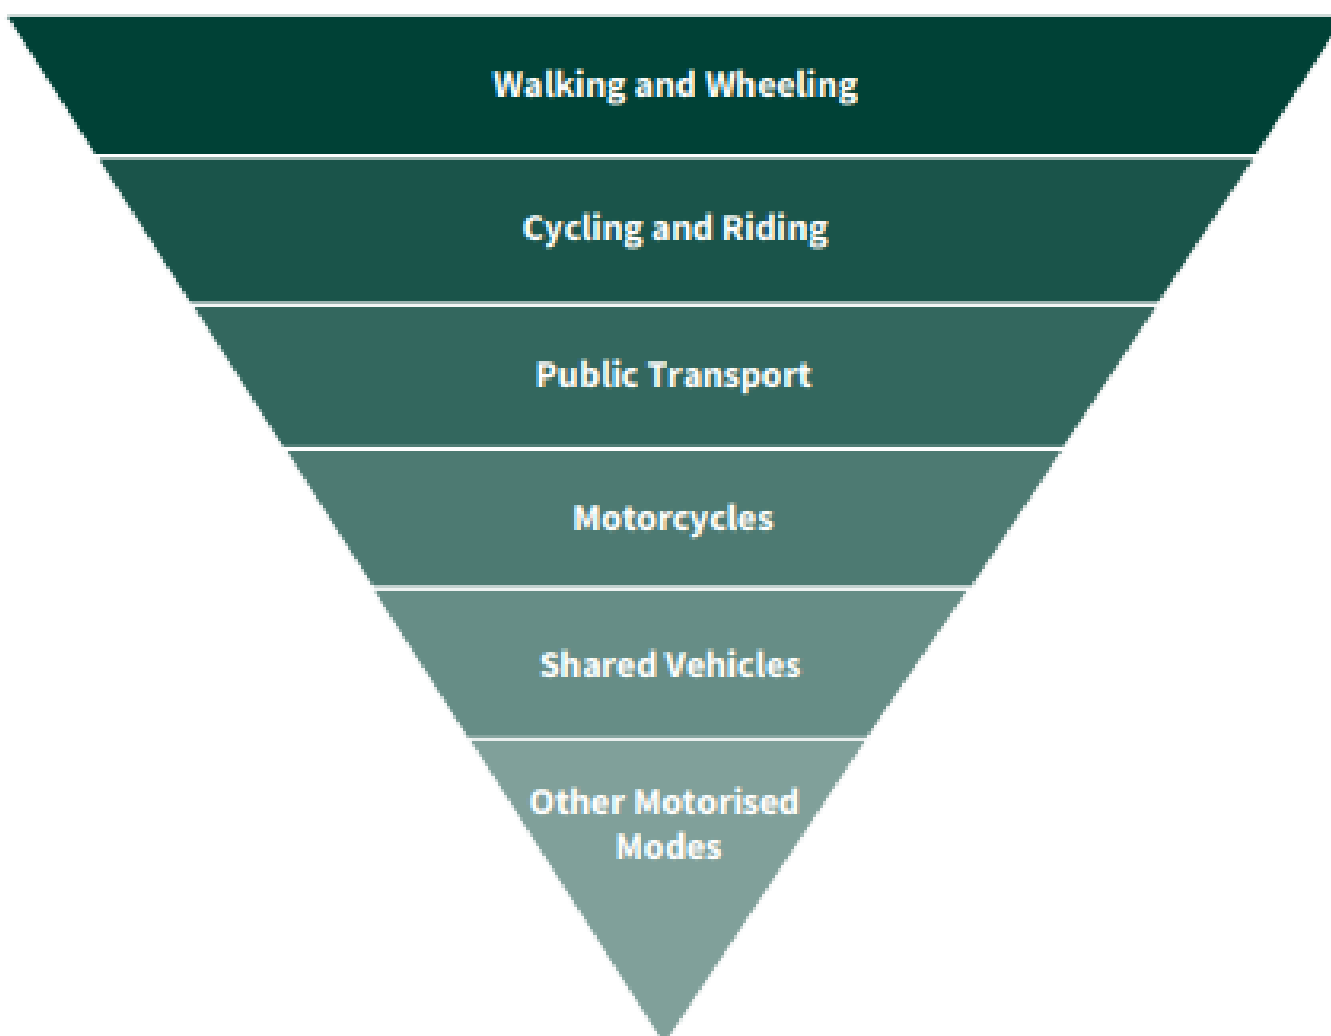 Walking and Wheeling
Cycling and Riding
Public Transport
Motorcycles
Shared Vehicles
Other Motorised
Modes